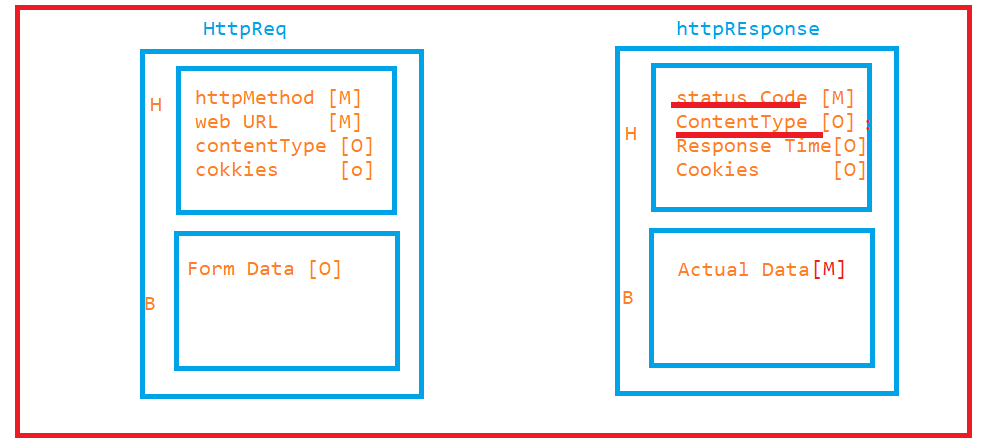 HttpReq
H
httpMethod [M]
web URL [M]
contentType [O]
cokkies [o]
Form Data [O]
B
httpREsponse
H
status Code [M]
ContentType [O] :
Response Time[O]
Cookies [O]
Actual Data[M]
B